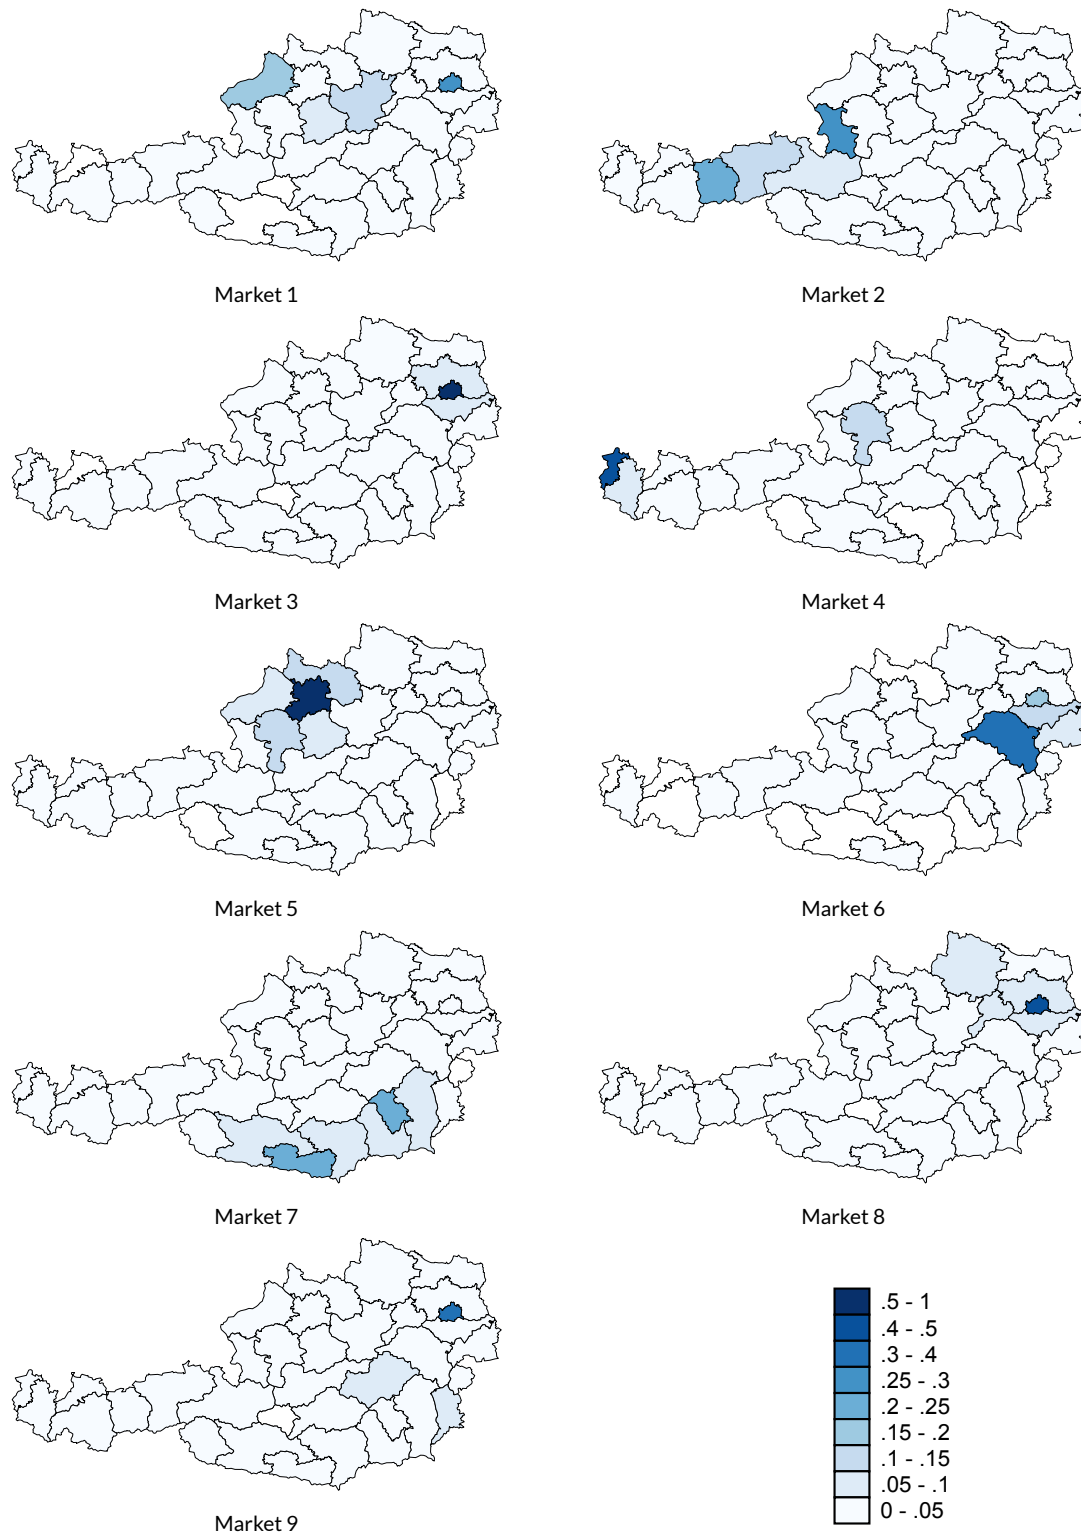 Market 1
Market 2
Market 3
Market 4
Market 5
Market 6
Market 7
Market 8
Market 9
.5 - 1
.4 - .5
.3 - .4
.25 - .3
.2 - .25
.15 - .2
.1 - .15
.05 - .1
0 - .05